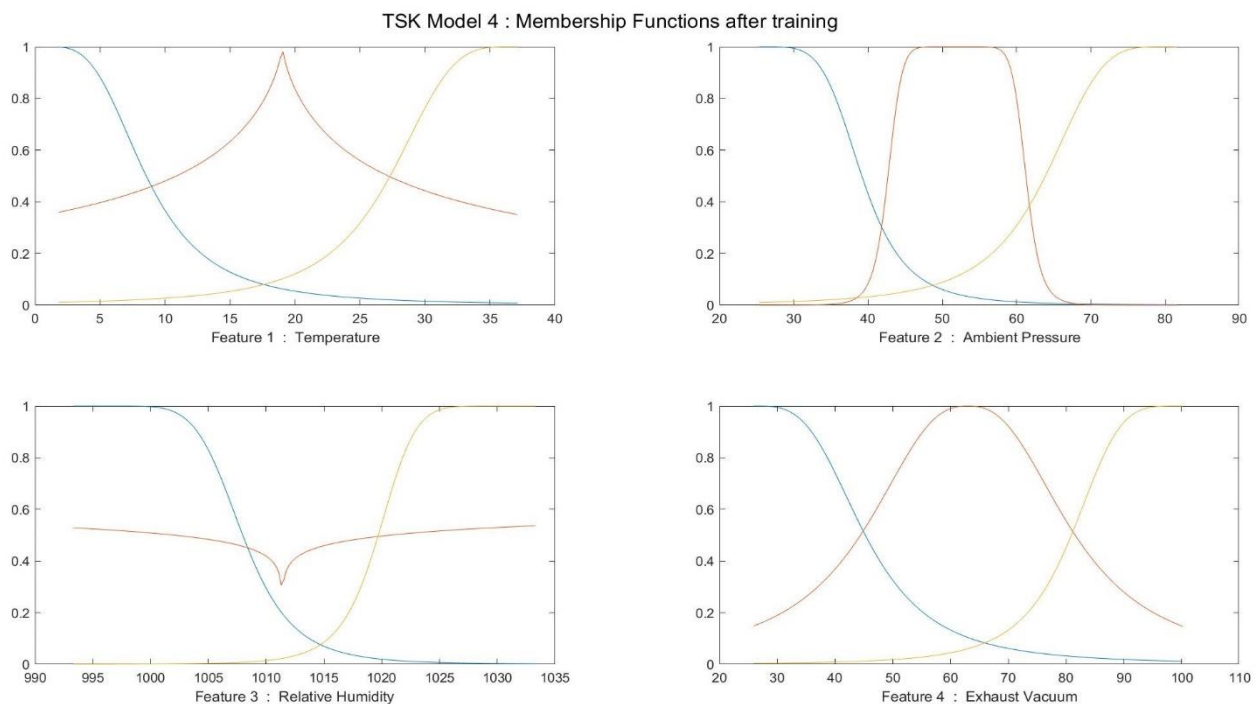 TSK Model 4 : Membership Functions after training
1
0.8
0.6
0.4
0.2
0
0 5 10 15 20 25 30 35 40
Feature 1 : Temperature
1
0.8
0.6
0.4
0.2
0
20 30 40 50 60 70 80 90
Feature 2 : Ambient Pressure
1
0.8
0.6
0.4
0.2
0
990 995 1000 1005 1010 1015 1020 1025 1030 1035
Feature 3 : Relative Humidity
1
0.8
0.6
0.4
0.2
0
20 30 40 50 60 70 80 90 100 110
Feature 4 : Exhaust Vacuum